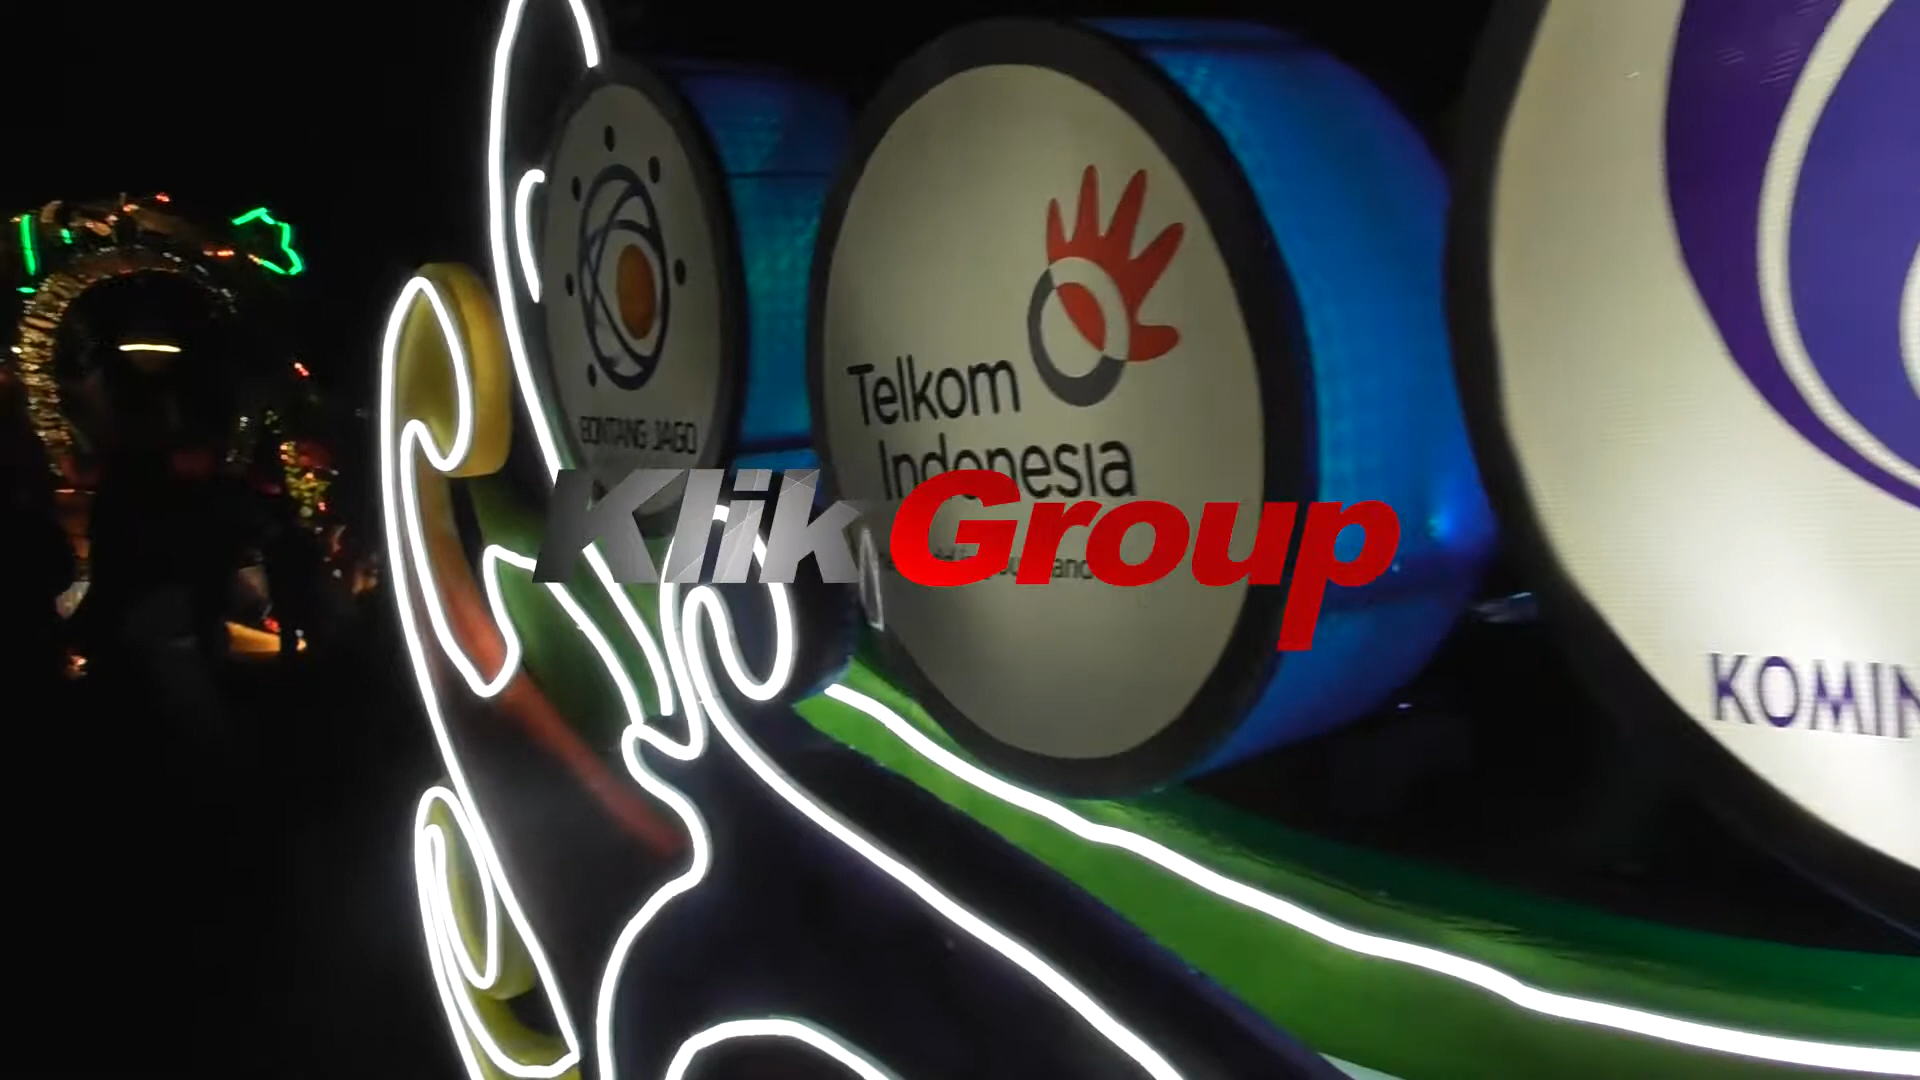 BONTANG JAGO
Telkom
Indonesia
Klik Group
KOMIN